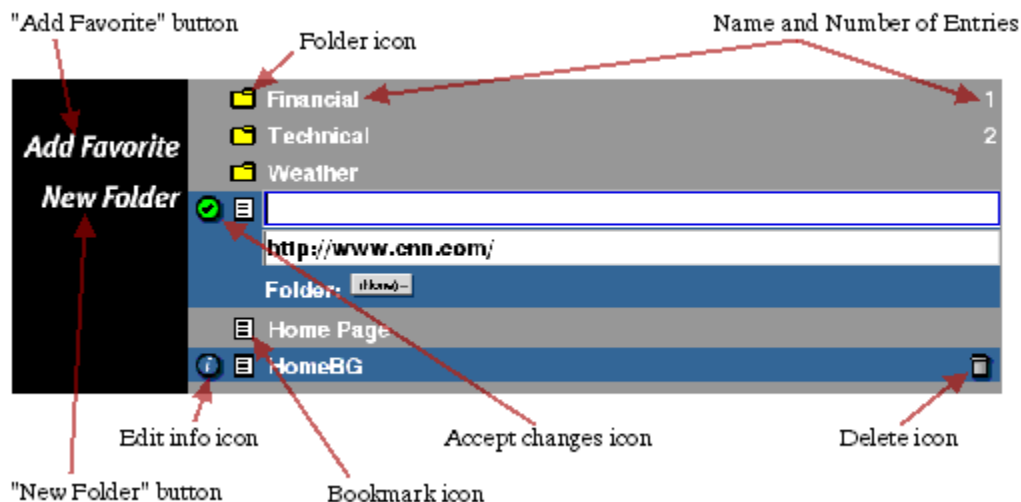 "Add Favorite" button
Folder icon
Name and Number of Entries
Financial 1
Add Favorite
Technical 2
Weather
New Folder
http://www.cnn.com/
Folder: (None)
Home Page
HomeBG
Edit info icon
Accept changes icon
Delete icon
"New Folder" button
Bookmark icon